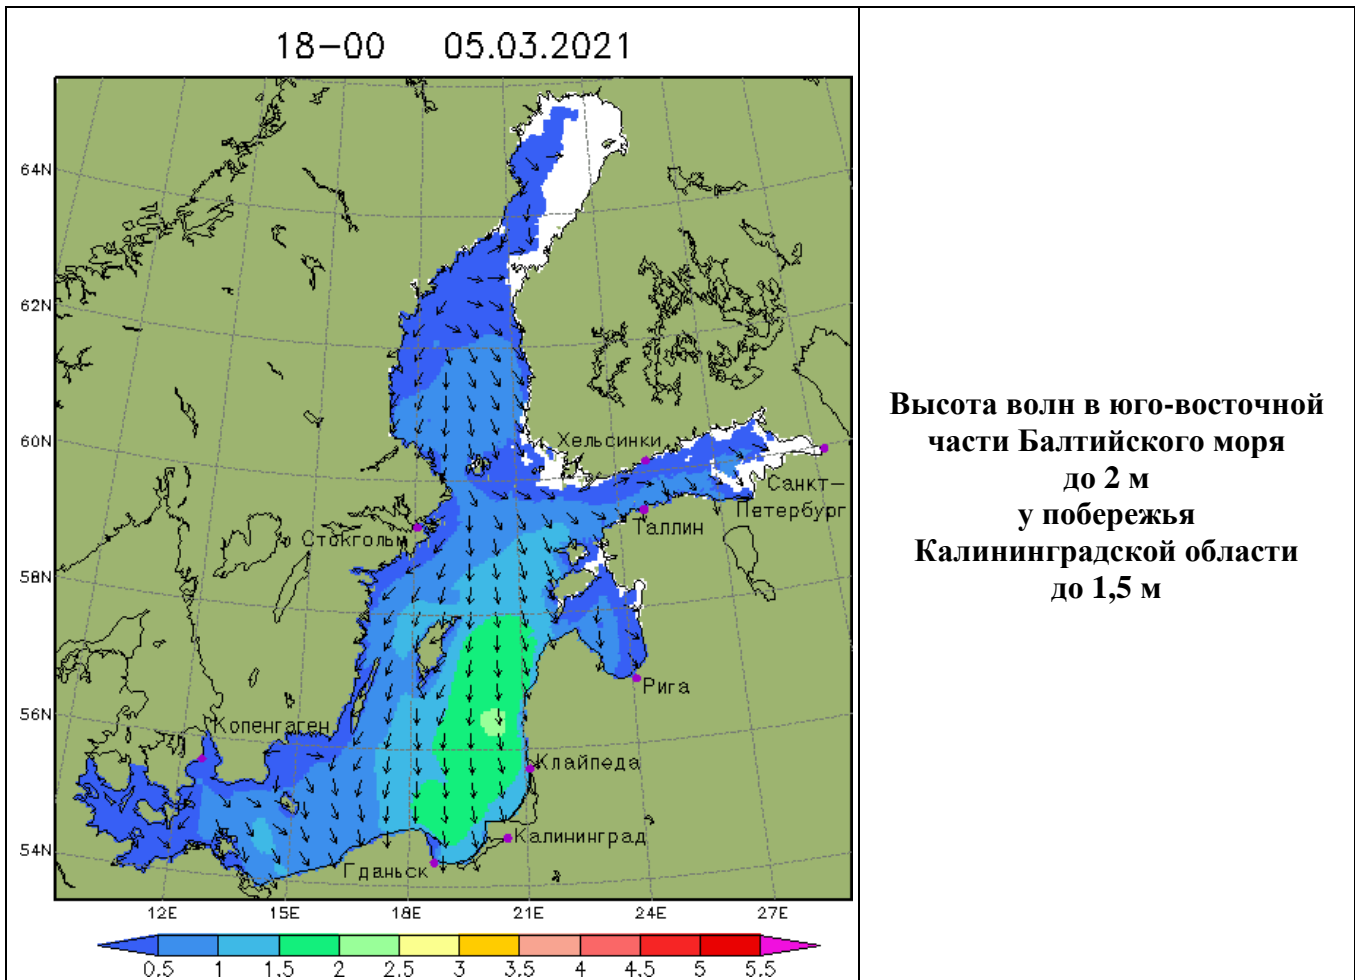 18-00 05.03.2021
64N
62N
60N
58N
56N
54N
Хельсинки
Санкт-
Петербург
Таллин
Стокгольм
Рига
Копенгаген
Клайпеда
Калининград
Гданьск
12E 15E 18E 21E 24E 27E
0.5 1 1.5 2 2.5 3 3.5 4 4.5 5 5.5
Высота волн в юго-восточной
части Балтийского моря
до 2 м
у побережья
Калининградской области
до 1,5 м